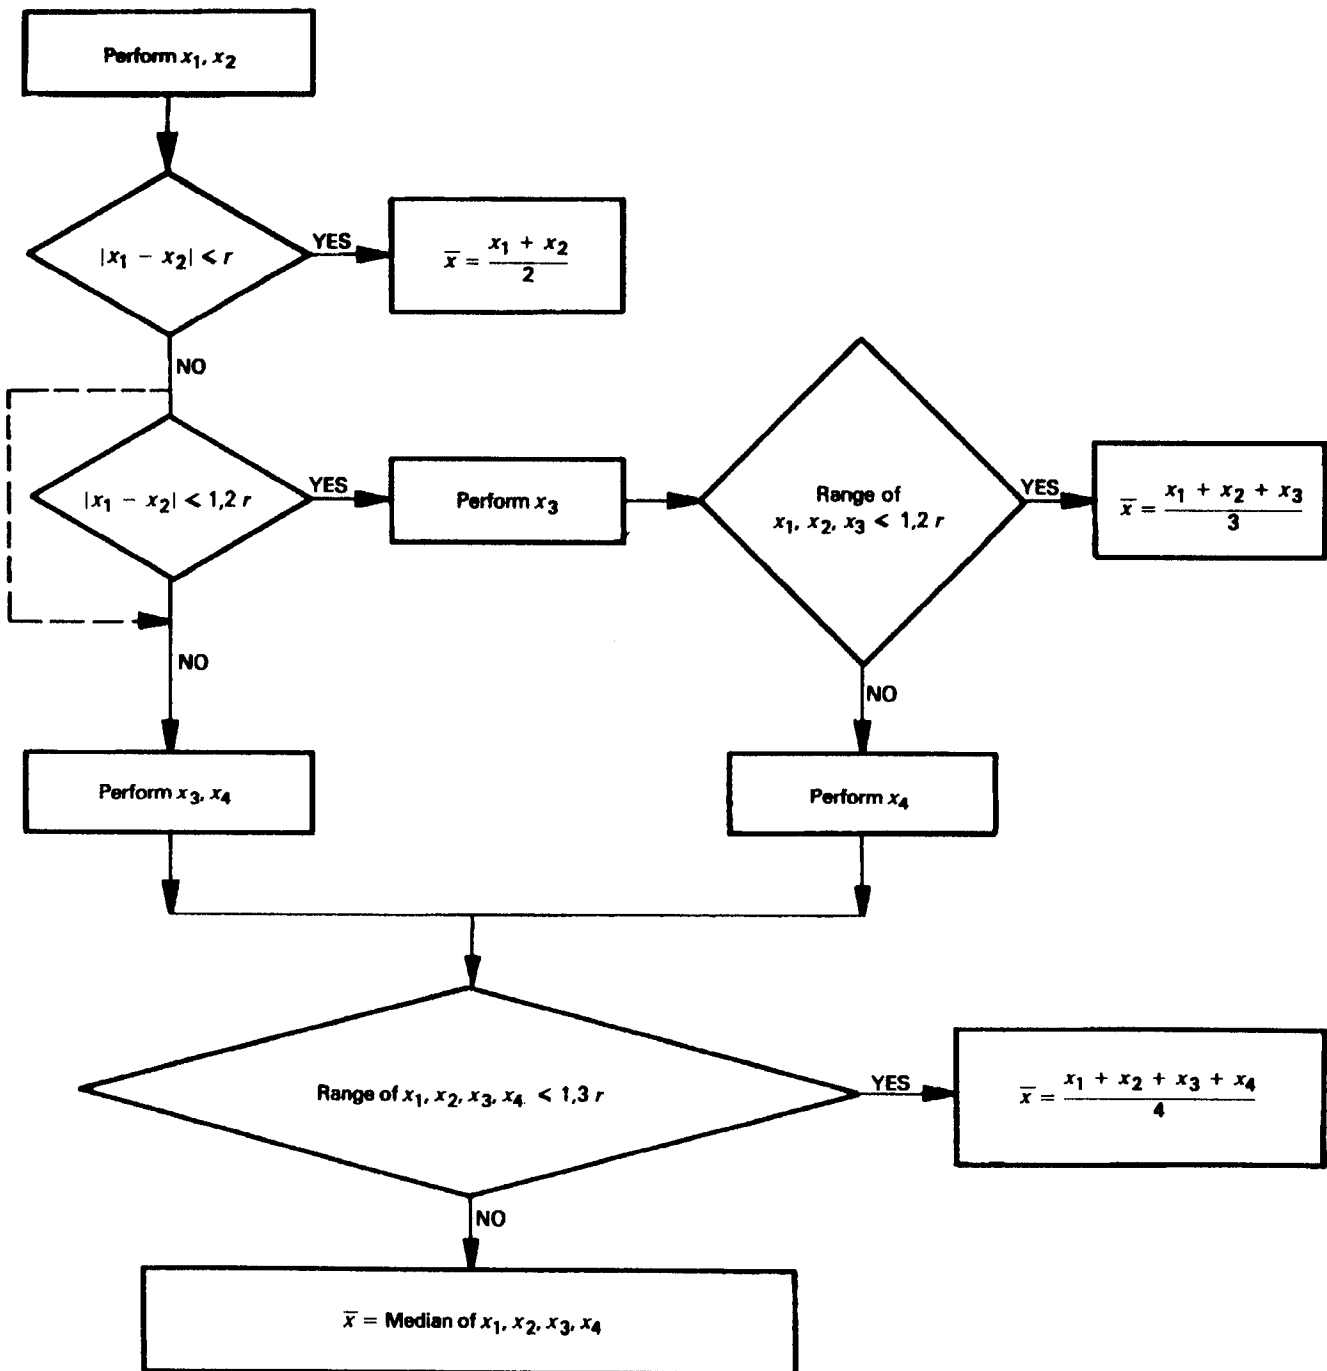 Perform x₁, x₂
|x₁ − x₂| < r
YES
x̄ = (x₁ + x₂)/2
NO
|x₁ − x₂| < 1,2 r
YES
Perform x₃
Range of
x₁, x₂, x₃ < 1,2 r
YES
x̄ = (x₁ + x₂ + x₃)/3
NO
NO
Perform x₃, x₄
Perform x₄
Range of x₁, x₂, x₃, x₄ < 1,3 r
YES
x̄ = (x₁ + x₂ + x₃ + x₄)/4
NO
x̄ = Median of x₁, x₂, x₃, x₄